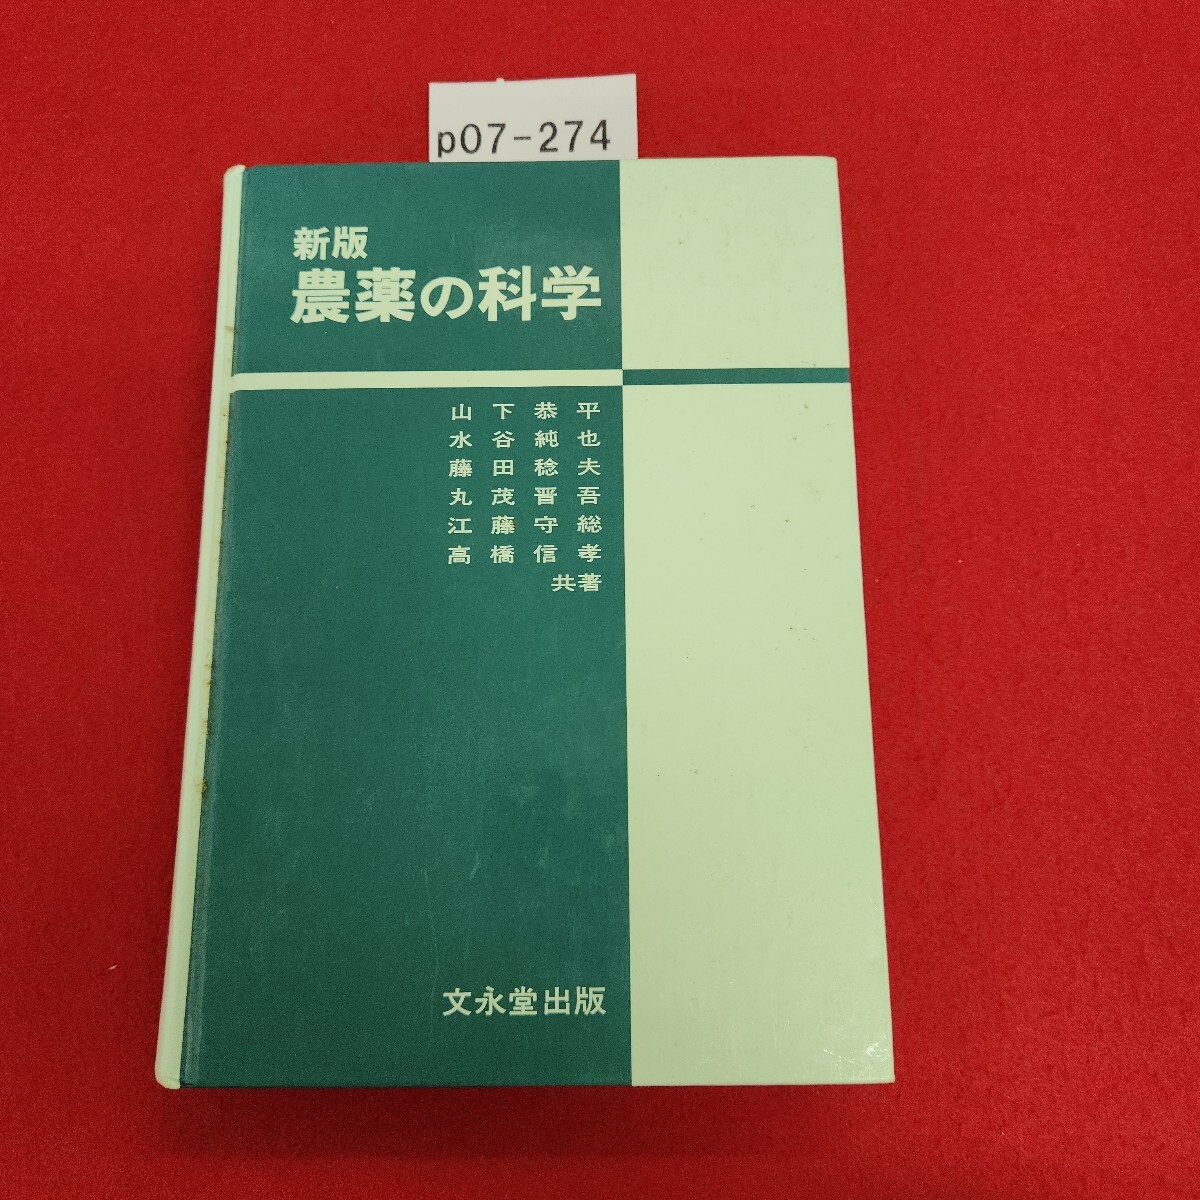 p07-274
新版
農薬の科学
山下恭平
水谷純也
藤田稔夫
丸茂晋吾
江藤守総
高橋信孝
共著
文永堂出版